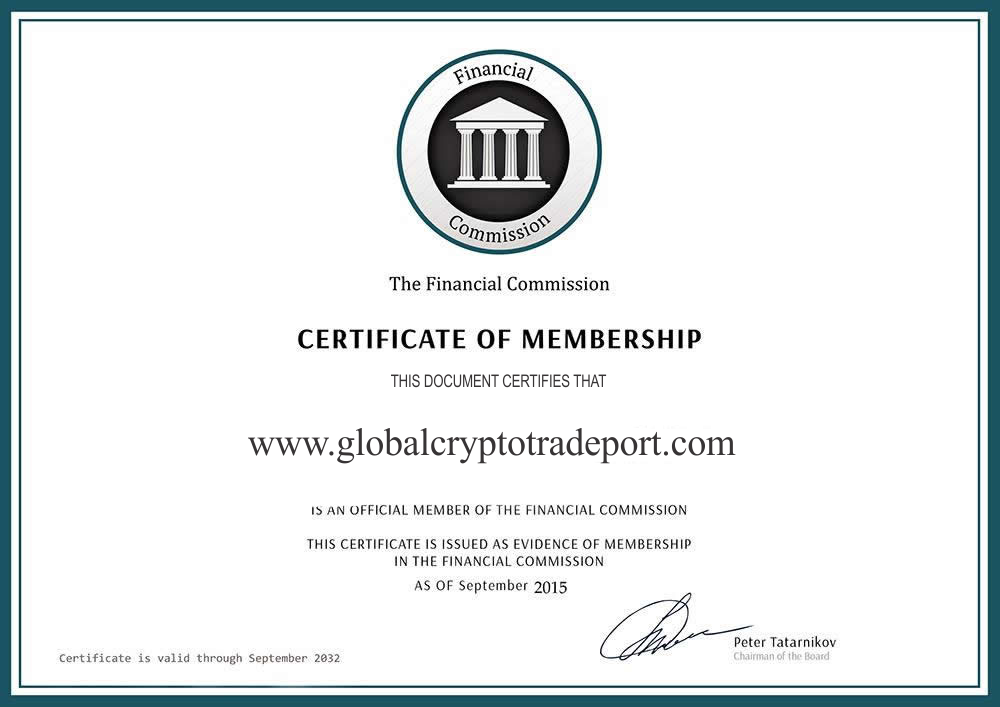 Financial
Commission
The Financial Commission
CERTIFICATE OF MEMBERSHIP
THIS DOCUMENT CERTIFIES THAT
www.globalcryptotradeport.com
IS AN OFFICIAL MEMBER OF THE FINANCIAL COMMISSION
THIS CERTIFICATE IS ISSUED AS EVIDENCE OF MEMBERSHIP
IN THE FINANCIAL COMMISSION
AS OF September 2015
Peter Tatarnikov
Chairman of the Board
Certificate is valid through September 2032